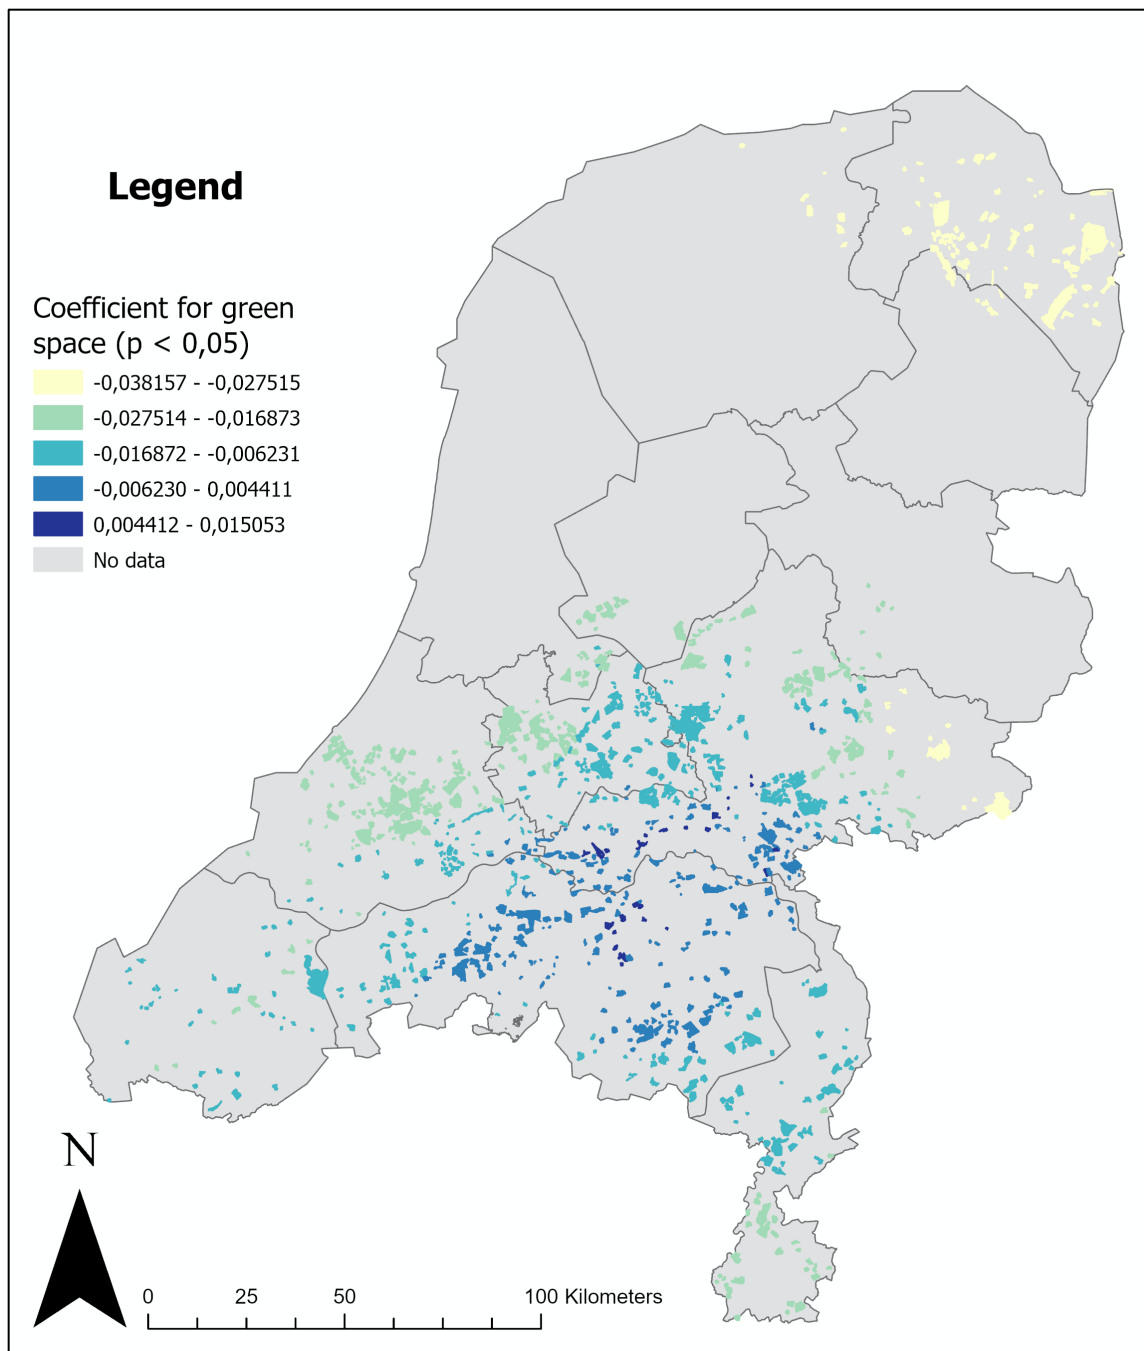 Legend
Coefficient for green
space (p < 0,05)
-0,038157 - -0,027515
-0,027514 - -0,016873
-0,016872 - -0,006231
-0,006230 - 0,004411
0,004412 - 0,015053
No data
N
0 25 50 100 Kilometers